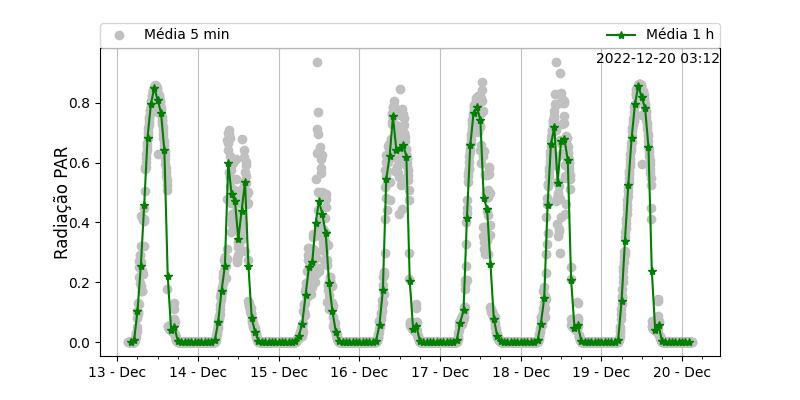 Média 5 min
Média 1 h
2022-12-20 03:12
Radiação PAR
0.8
0.6
0.4
0.2
0.0
13 - Dec
14 - Dec
15 - Dec
16 - Dec
17 - Dec
18 - Dec
19 - Dec
20 - Dec